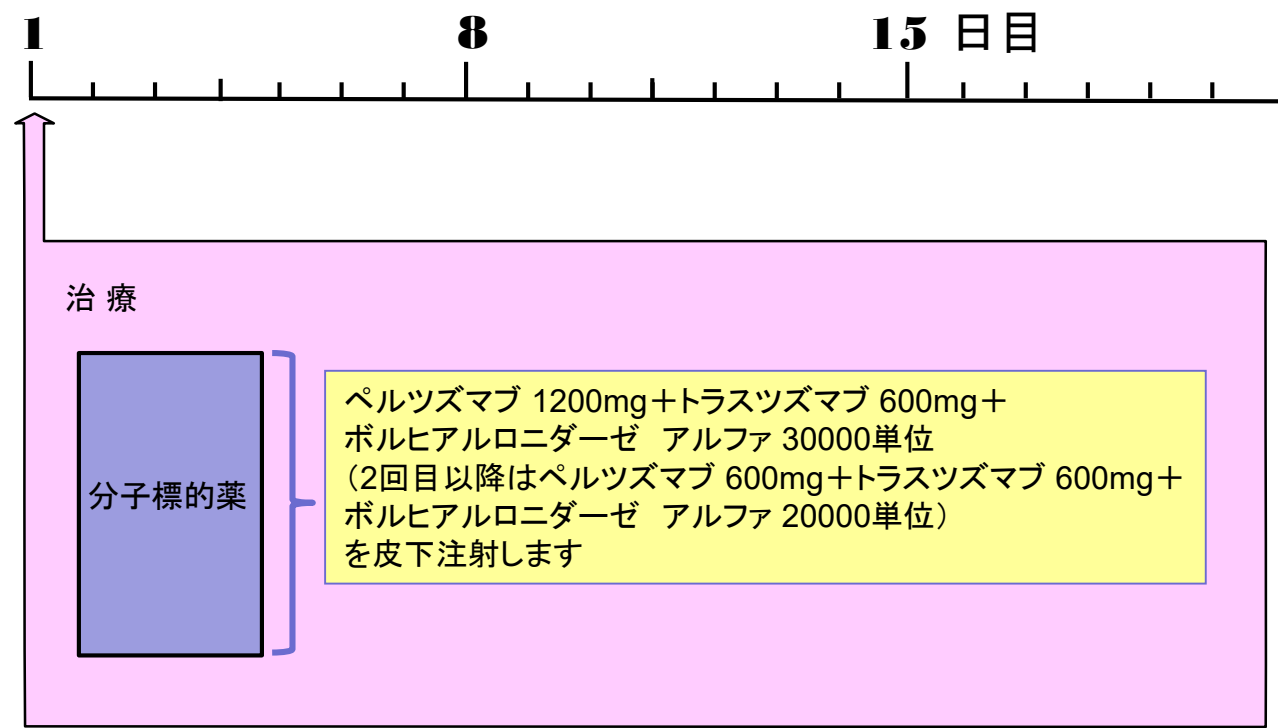 1 8 15 日目
治 療
分子標的薬
ペルツズマブ 1200mg＋トラスツズマブ 600mg＋
ボルヒアルロニダーゼ　アルファ 30000単位
（2回目以降はペルツズマブ 600mg＋トラスツズマブ 600mg＋
ボルヒアルロニダーゼ　アルファ 20000単位）
を皮下注射します